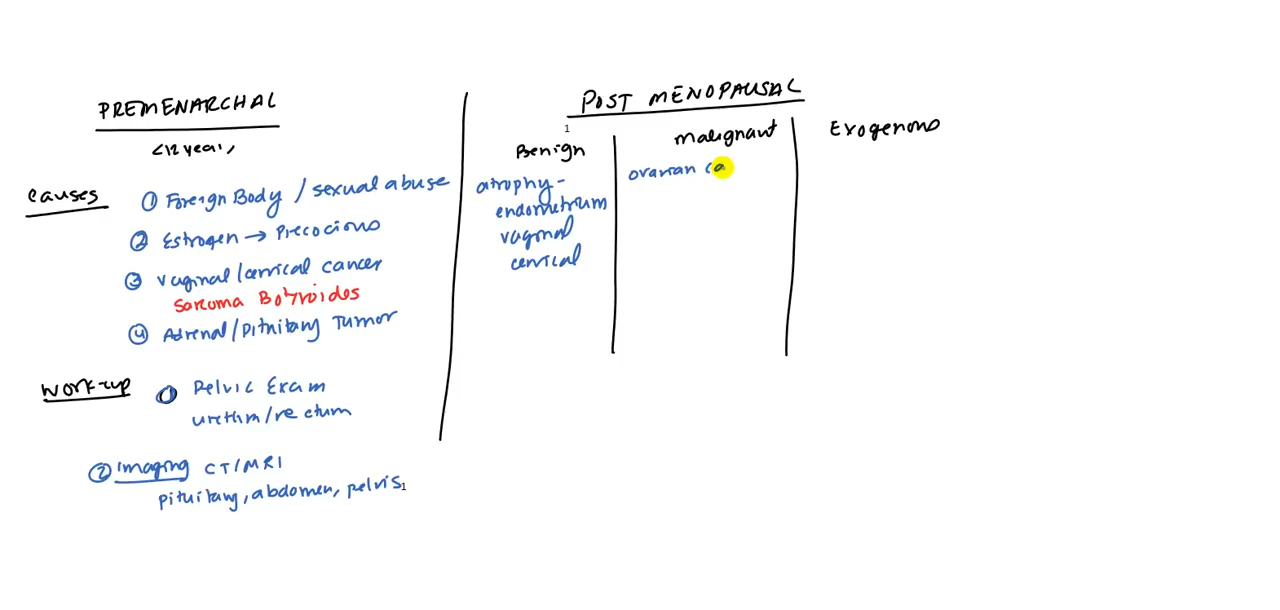 PREMENARCHAL
<12 years
Causes
① Foreign Body / sexual abuse
② Estrogen → Precocious
③ vaginal/cervical cancer
Sarcoma Botryoides
④ Adrenal/Pituitary Tumor
Work-up
① Pelvic Exam
urethra/rectum
② Imaging CT/MRI
pituitary, abdomen, pelvis
1
POST MENOPAUSAL
1
Benign
atrophy -
endometrium
vaginal
cervical
malignant
ovarian ca
Exogenous